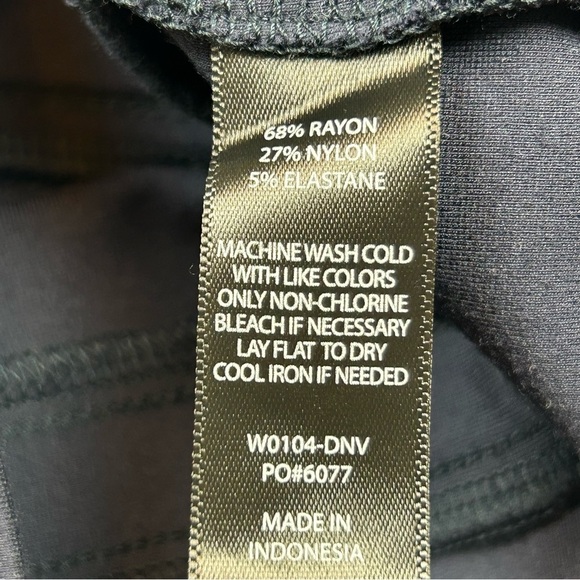 68% RAYON
27% NYLON
5% ELASTANE
MACHINE WASH COLD
WITH LIKE COLORS
ONLY NON-CHLORINE
BLEACH IF NECESSARY
LAY FLAT TO DRY
COOL IRON IF NEEDED
W0104-DNV
PO#6077
MADE IN
INDONESIA